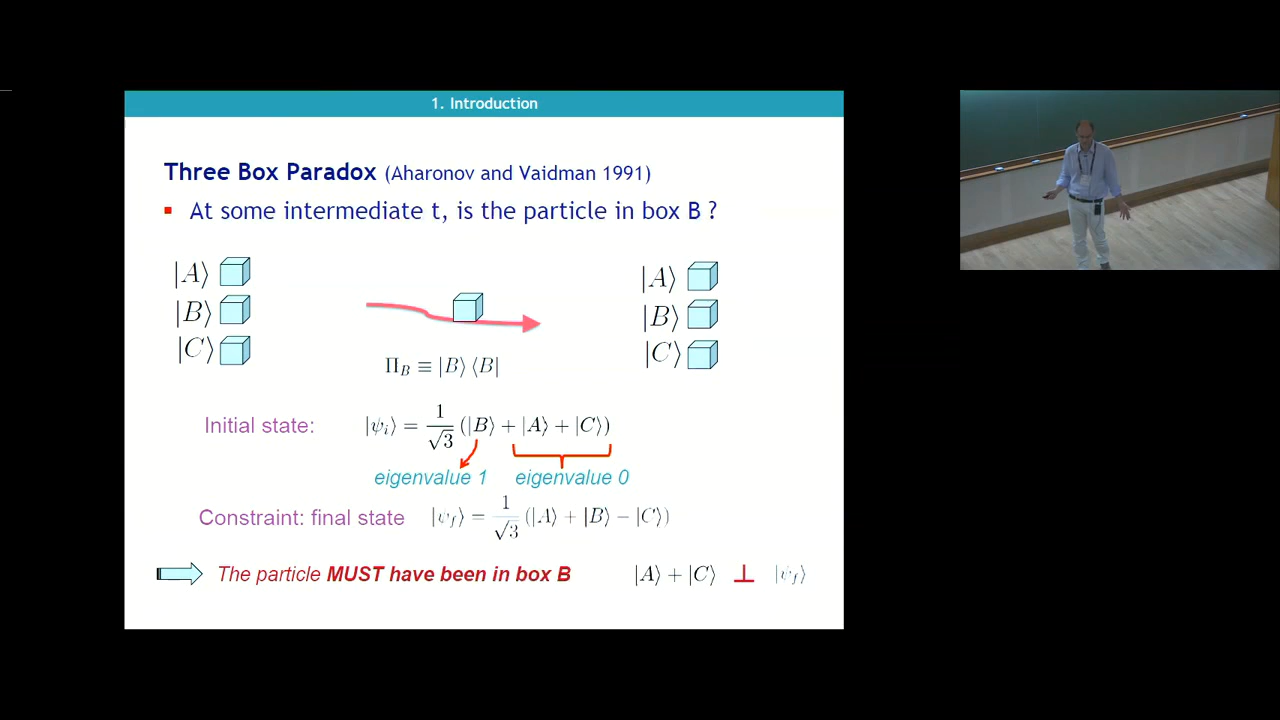 1. Introduction
Three Box Paradox (Aharonov and Vaidman 1991)
▪ At some intermediate t, is the particle in box B ?
|A⟩ |A⟩
|B⟩ |B⟩
|C⟩ |C⟩
Π_B ≡ |B⟩ ⟨B|
Initial state: |ψ_i⟩ = 1/√3 (|B⟩ + |A⟩ + |C⟩)
eigenvalue 1 eigenvalue 0
Constraint: final state |ψ_f⟩ = 1/√3 (|A⟩ + |B⟩ − |C⟩)
The particle MUST have been in box B |A⟩ + |C⟩ ⊥ |ψ_f⟩